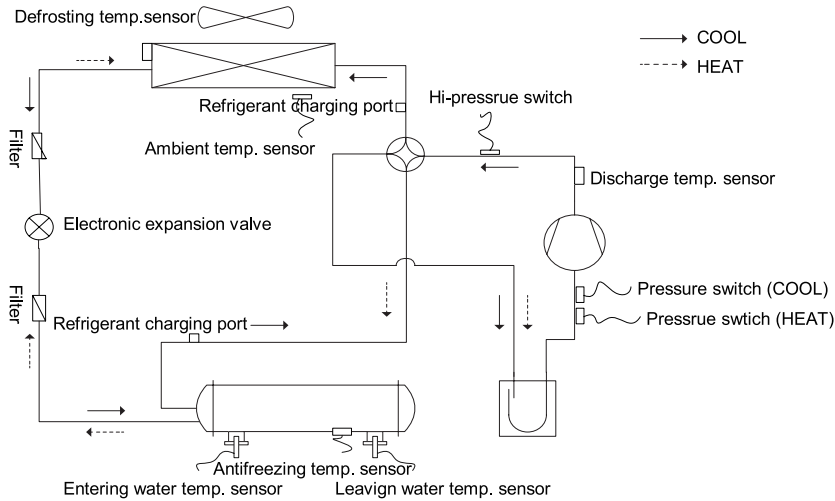 Defrosting temp.sensor
COOL
HEAT
Refrigerant charging port
Hi-pressrue switch
Ambient temp. sensor
Filter
Discharge temp. sensor
Electronic expansion valve
Filter
Pressure switch (COOL)
Pressrue swtich (HEAT)
Refrigerant charging port
Antifreezing temp. sensor
Entering water temp. sensor
Leavign water temp. sensor